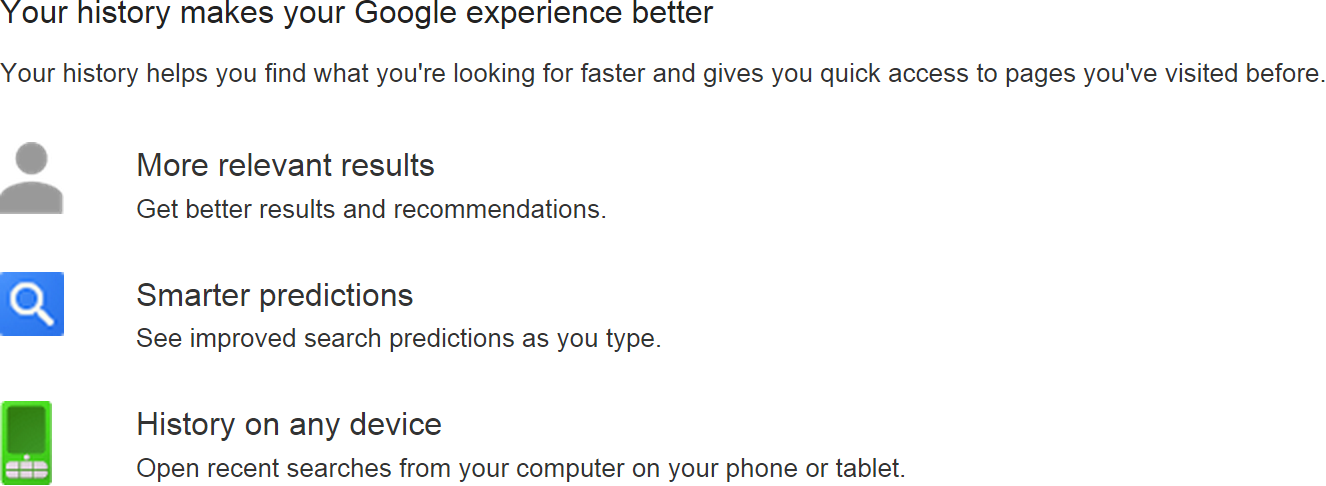 Your history makes your Google experience better
Your history helps you find what you're looking for faster and gives you quick access to pages you've visited before.
More relevant results
Get better results and recommendations.
Smarter predictions
See improved search predictions as you type.
History on any device
Open recent searches from your computer on your phone or tablet.